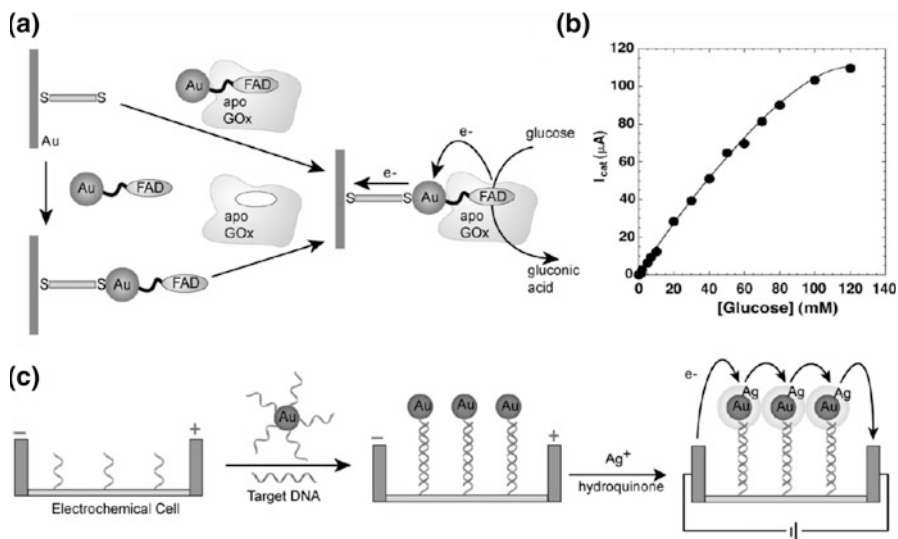 (a)
S S
Au
Au FAD
apo
GOx
Au FAD
apo
GOx
S S Au FAD
e-
e-
glucose
S S Au FAD
apo
GOx
gluconic
acid
(b)
120
100
80
60
40
20
0
Icat (μA)
0 20 40 60 80 100 120 140
[Glucose] (mM)
(c)
− +
Electrochemical Cell
Au
Target DNA
Au Au Au
− +
Ag+
hydroquinone
e-
Ag Ag Ag
Au Au Au